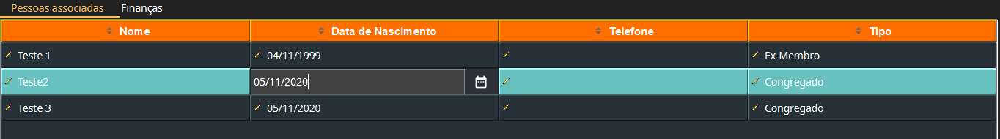 Pessoas associadas Finanças
Nome Data de Nascimento Telefone Tipo
Teste 1 04/11/1999 Ex-Membro
Teste2 05/11/2020 Congregado
Teste 3 05/11/2020 Congregado